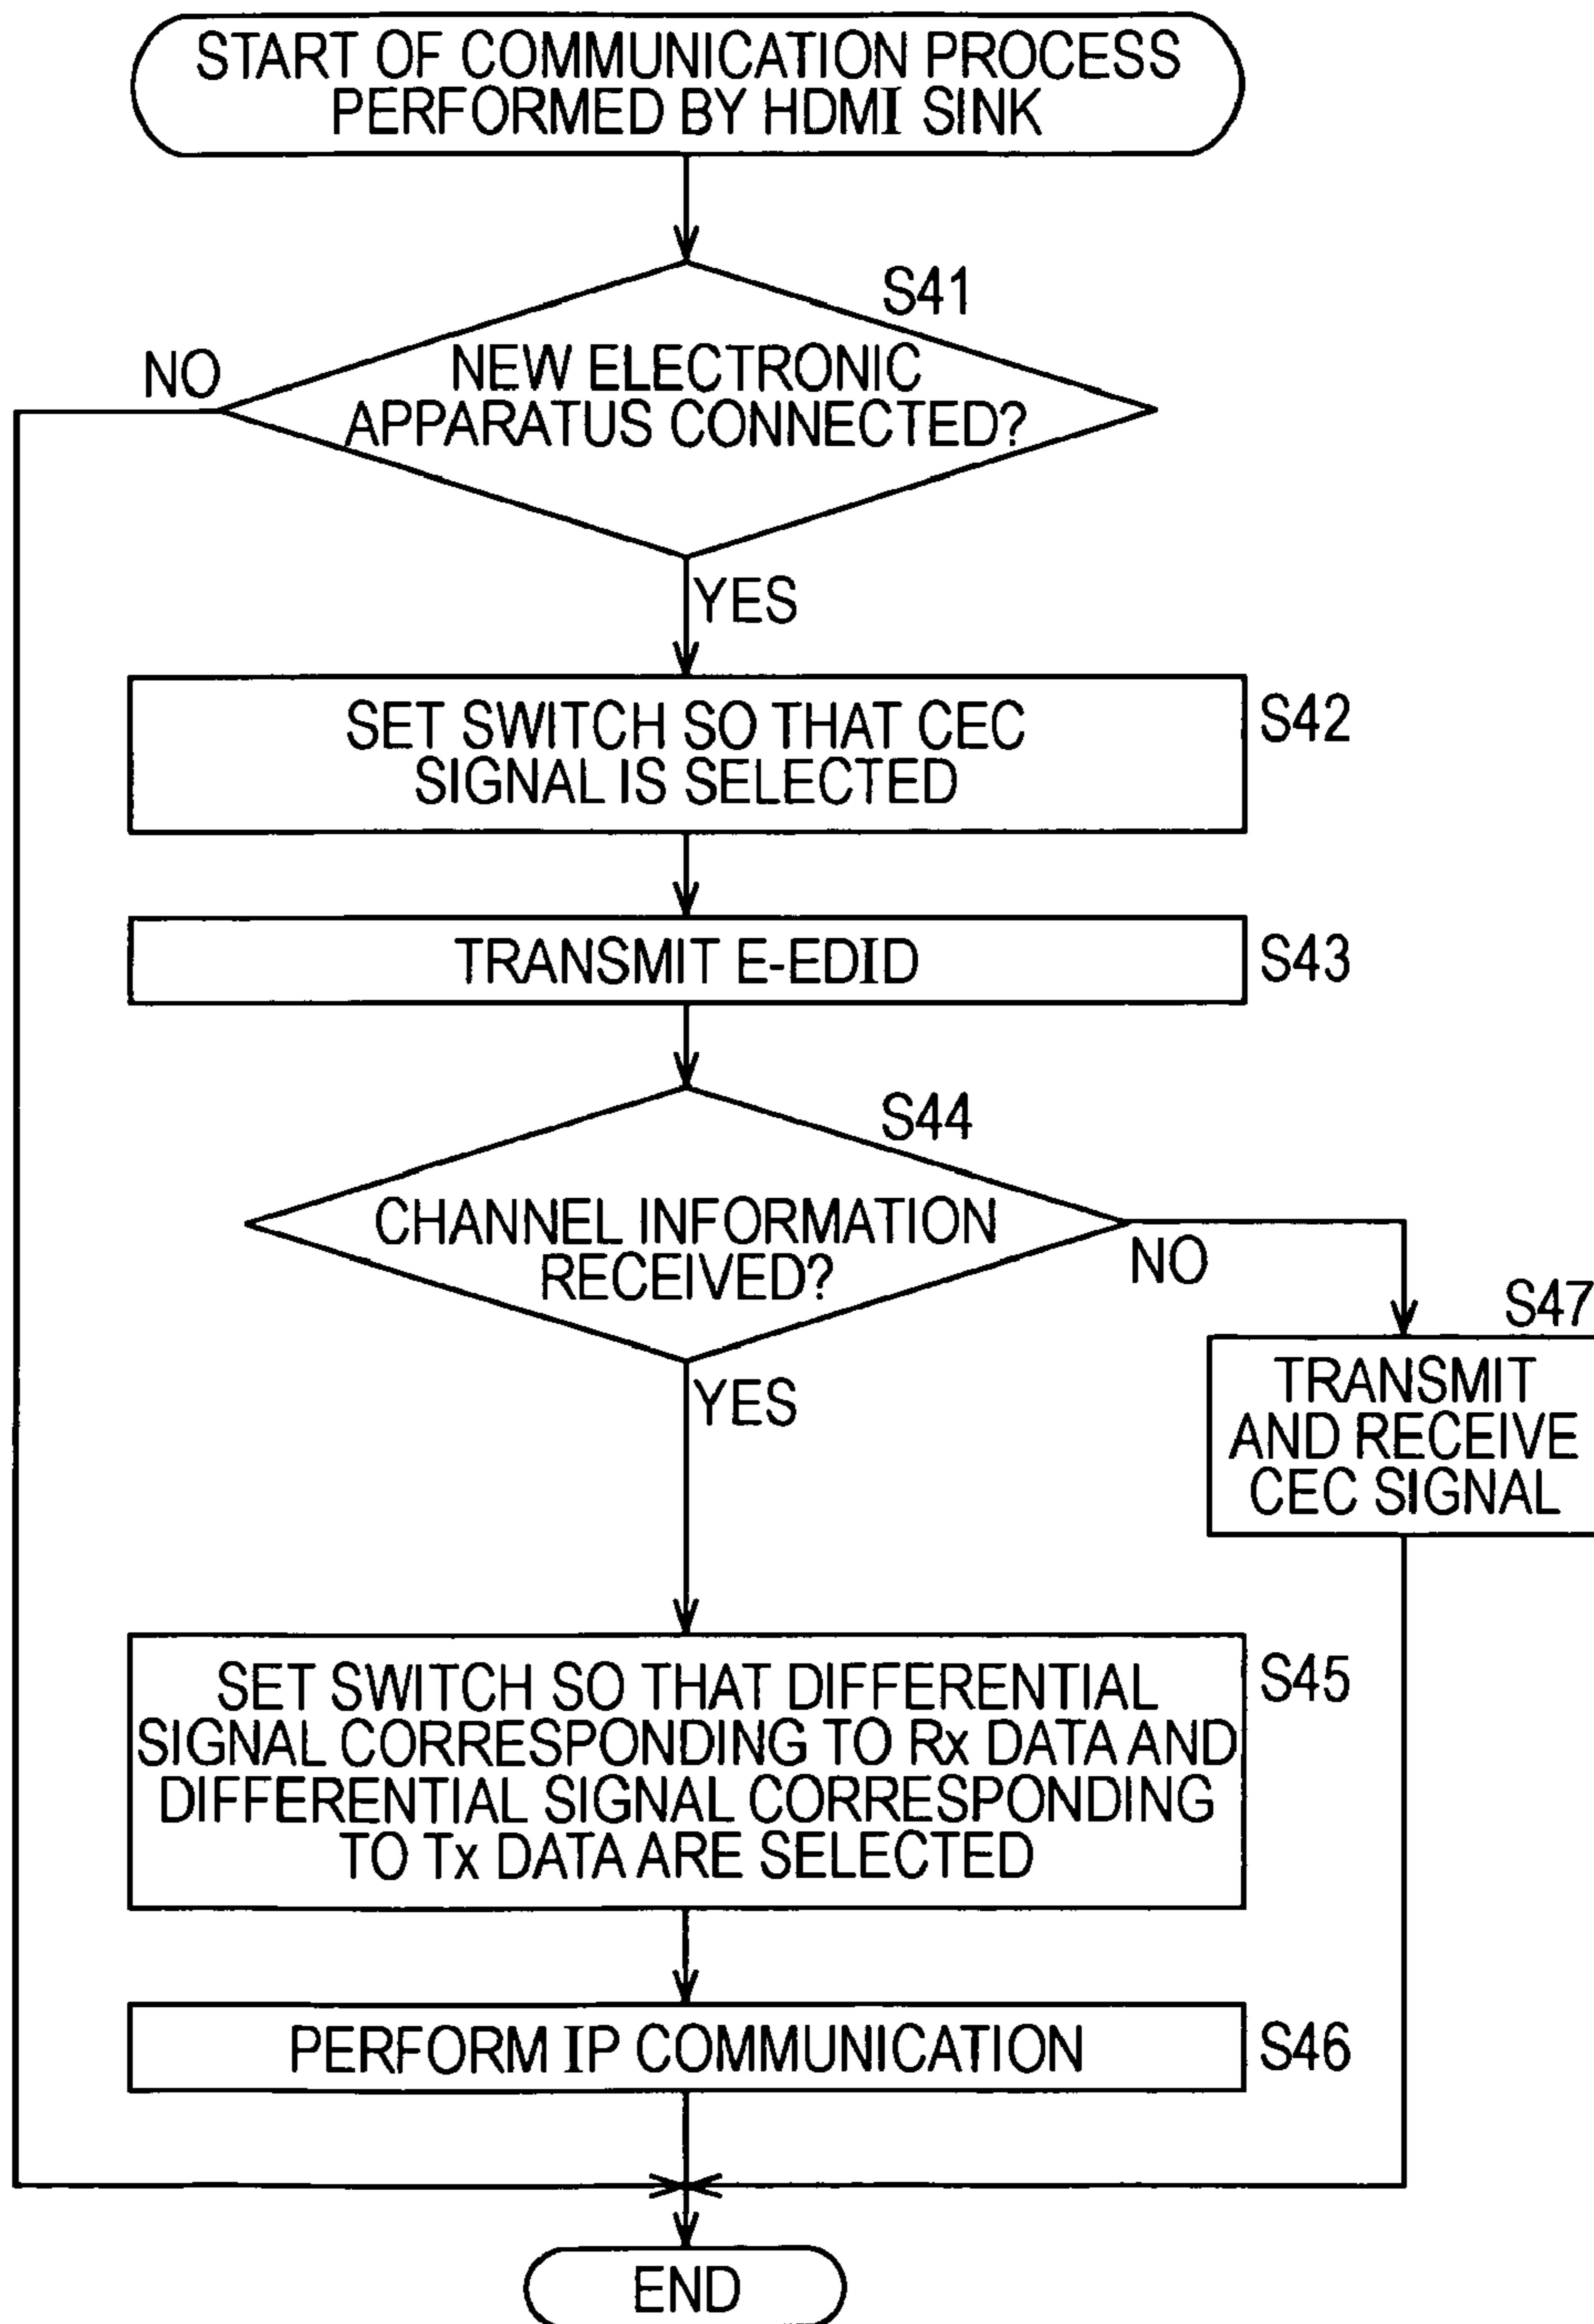 START OF COMMUNICATION PROCESS
PERFORMED BY HDMI SINK
S41
NO
NEW ELECTRONIC
APPARATUS CONNECTED?
YES
SET SWITCH SO THAT CEC
SIGNAL IS SELECTED
S42
TRANSMIT E-EDID
S43
S44
CHANNEL INFORMATION
RECEIVED?
NO
YES
S47
TRANSMIT
AND RECEIVE
CEC SIGNAL
SET SWITCH SO THAT DIFFERENTIAL
SIGNAL CORRESPONDING TO Rx DATA AND
DIFFERENTIAL SIGNAL CORRESPONDING
TO Tx DATA ARE SELECTED
S45
PERFORM IP COMMUNICATION
S46
END